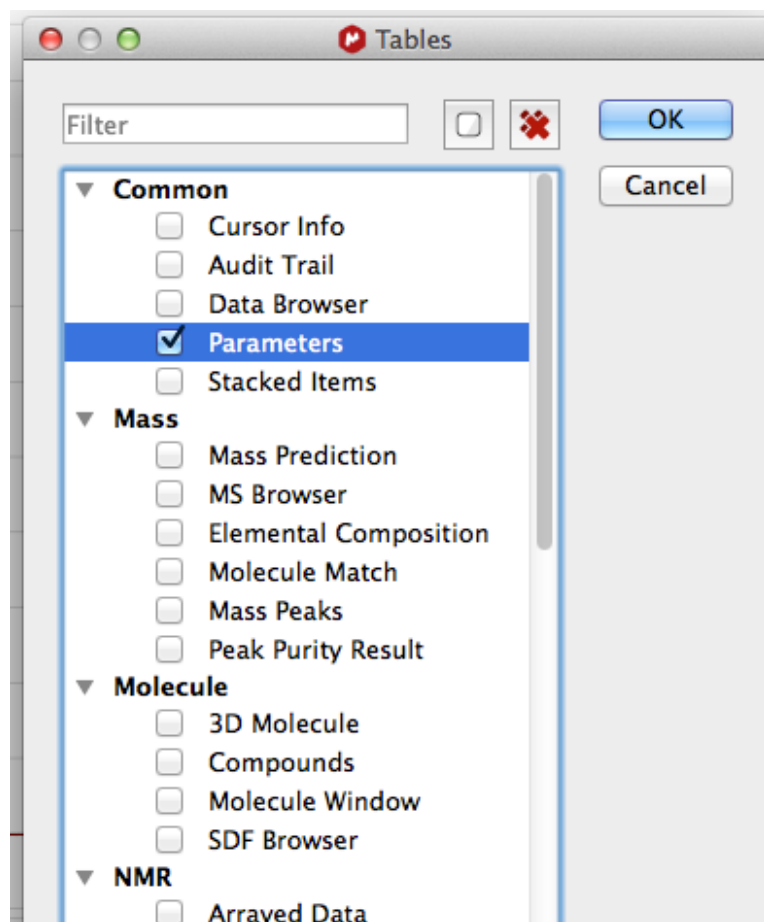 Tables
Filter
OK
Cancel
Common
Cursor Info
Audit Trail
Data Browser
Parameters
Stacked Items
Mass
Mass Prediction
MS Browser
Elemental Composition
Molecule Match
Mass Peaks
Peak Purity Result
Molecule
3D Molecule
Compounds
Molecule Window
SDF Browser
NMR
Arrayed Data